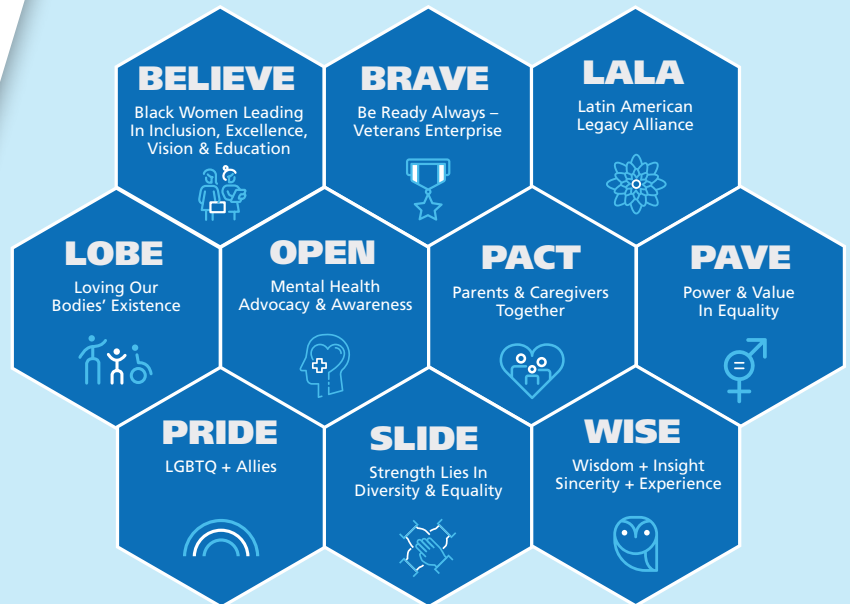 BELIEVE
Black Women Leading
In Inclusion, Excellence,
Vision & Education
BRAVE
Be Ready Always –
Veterans Enterprise
LALA
Latin American
Legacy Alliance
LOBE
Loving Our
Bodies’ Existence
OPEN
Mental Health
Advocacy & Awareness
PACT
Parents & Caregivers
Together
PAVE
Power & Value
In Equality
PRIDE
LGBTQ + Allies
SLIDE
Strength Lies In
Diversity & Equality
WISE
Wisdom + Insight
Sincerity + Experience